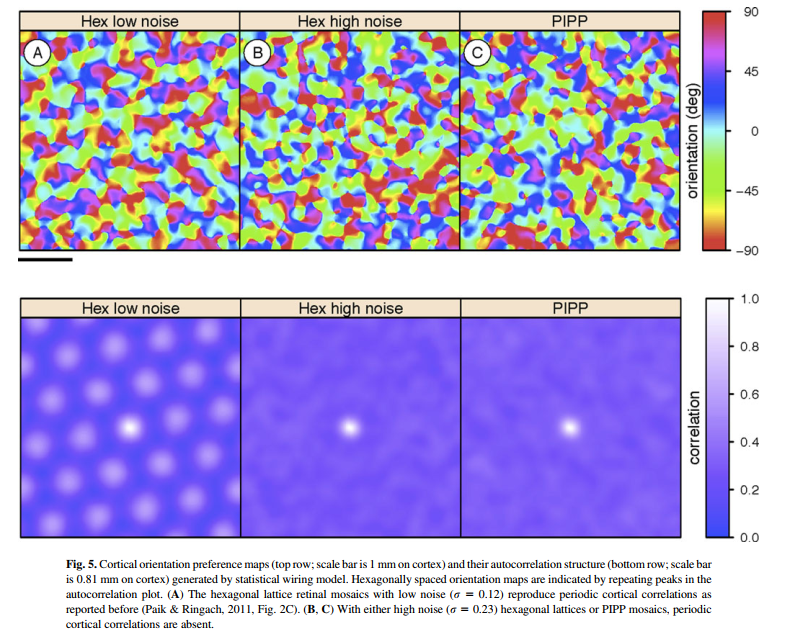 Hex low noise Hex high noise PIPP
A B C
90
45
0
−45
−90
orientation (deg)
Hex low noise Hex high noise PIPP
1.0
0.8
0.6
0.4
0.2
0.0
correlation
Fig. 5. Cortical orientation preference maps (top row; scale bar is 1 mm on cortex) and their autocorrelation structure (bottom row; scale bar
is 0.81 mm on cortex) generated by statistical wiring model. Hexagonally spaced orientation maps are indicated by repeating peaks in the
autocorrelation plot. (A) The hexagonal lattice retinal mosaics with low noise (σ = 0.12) reproduce periodic cortical correlations as
reported before (Paik & Ringach, 2011, Fig. 2C). (B, C) With either high noise (σ = 0.23) hexagonal lattices or PIPP mosaics, periodic
cortical correlations are absent.